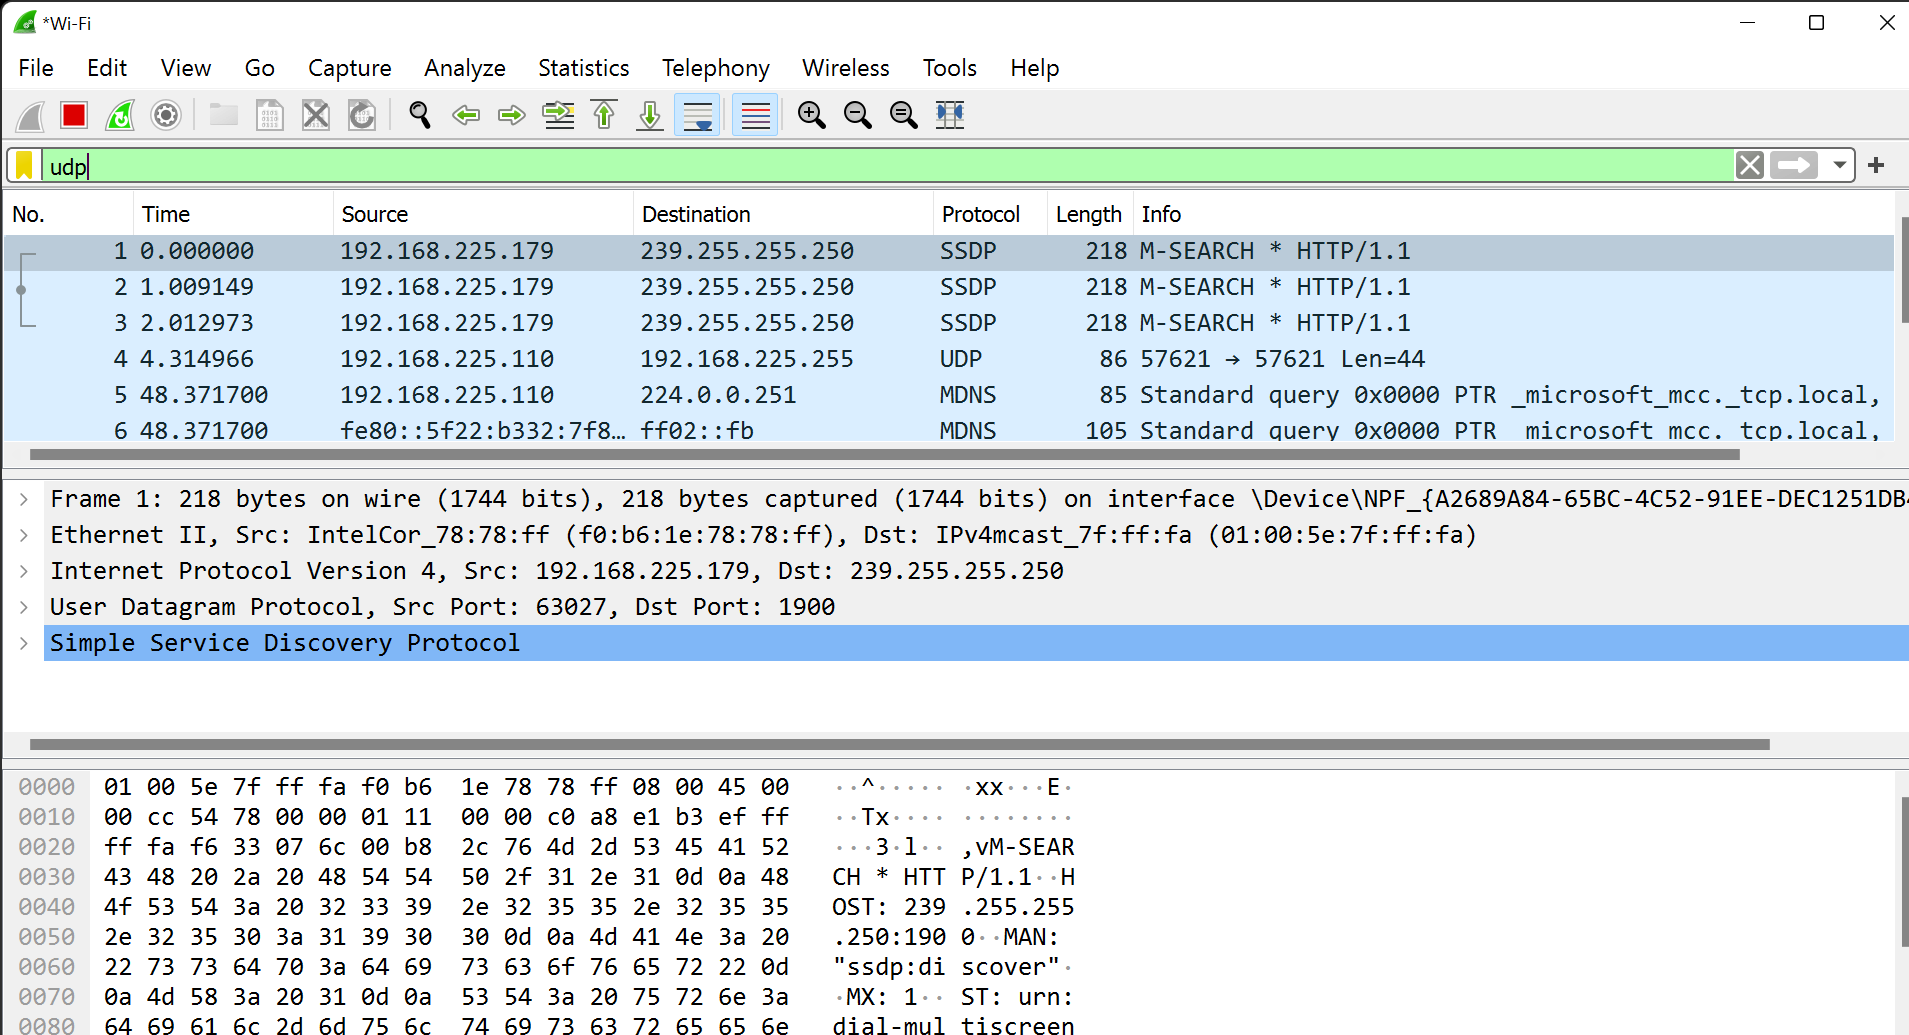 *Wi-Fi
File Edit View Go Capture Analyze Statistics Telephony Wireless Tools Help
udp
No. Time Source Destination Protocol Length Info
1 0.000000 192.168.225.179 239.255.255.250 SSDP 218 M-SEARCH * HTTP/1.1
2 1.009149 192.168.225.179 239.255.255.250 SSDP 218 M-SEARCH * HTTP/1.1
3 2.012973 192.168.225.179 239.255.255.250 SSDP 218 M-SEARCH * HTTP/1.1
4 4.314966 192.168.225.110 192.168.225.255 UDP 86 57621 → 57621 Len=44
5 48.371700 192.168.225.110 224.0.0.251 MDNS 85 Standard query 0x0000 PTR _microsoft_mcc._tcp.local,
6 48.371700 fe80::5f22:b332:7f8… ff02::fb MDNS 105 Standard query 0x0000 PTR _microsoft_mcc._tcp.local,
Frame 1: 218 bytes on wire (1744 bits), 218 bytes captured (1744 bits) on interface \Device\NPF_{A2689A84-65BC-4C52-91EE-DEC1251DB4
Ethernet II, Src: IntelCor_78:78:ff (f0:b6:1e:78:78:ff), Dst: IPv4mcast_7f:ff:fa (01:00:5e:7f:ff:fa)
Internet Protocol Version 4, Src: 192.168.225.179, Dst: 239.255.255.250
User Datagram Protocol, Src Port: 63027, Dst Port: 1900
Simple Service Discovery Protocol
0000 01 00 5e 7f ff fa f0 b6 1e 78 78 ff 08 00 45 00 ··^····· ·xx···E·
0010 00 cc 54 78 00 00 01 11 00 00 c0 a8 e1 b3 ef ff ··Tx···· ········
0020 ff fa f6 33 07 6c 00 b8 2c 76 4d 2d 53 45 41 52 ···3·l·· ,vM-SEAR
0030 43 48 20 2a 20 48 54 54 50 2f 31 2e 31 0d 0a 48 CH * HTT P/1.1··H
0040 4f 53 54 3a 20 32 33 39 2e 32 35 35 2e 32 35 35 OST: 239 .255.255
0050 2e 32 35 30 3a 31 39 30 30 0d 0a 4d 41 4e 3a 20 .250:190 0··MAN:
0060 22 73 73 64 70 3a 64 69 73 63 6f 76 65 72 22 0d "ssdp:di scover"·
0070 0a 4d 58 3a 20 31 0d 0a 53 54 3a 20 75 72 6e 3a ·MX: 1·· ST: urn:
0080 64 69 61 6c 2d 6d 75 6c 74 69 73 63 72 65 65 6e dial-mul tiscreen